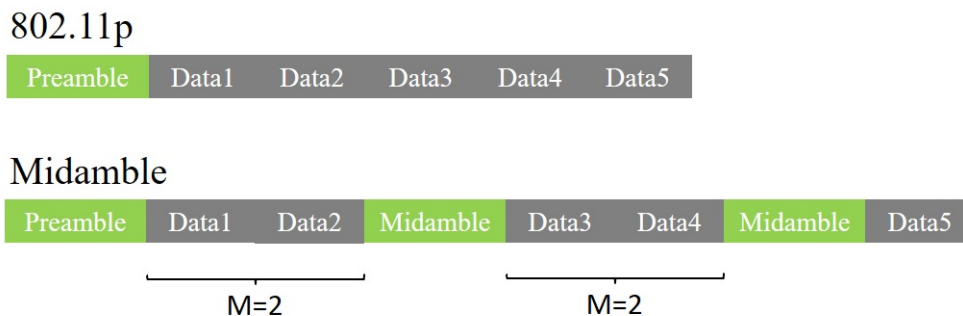 802.11p
Preamble Data1 Data2 Data3 Data4 Data5
Midamble
Preamble Data1 Data2 Midamble Data3 Data4 Midamble Data5
M=2 M=2